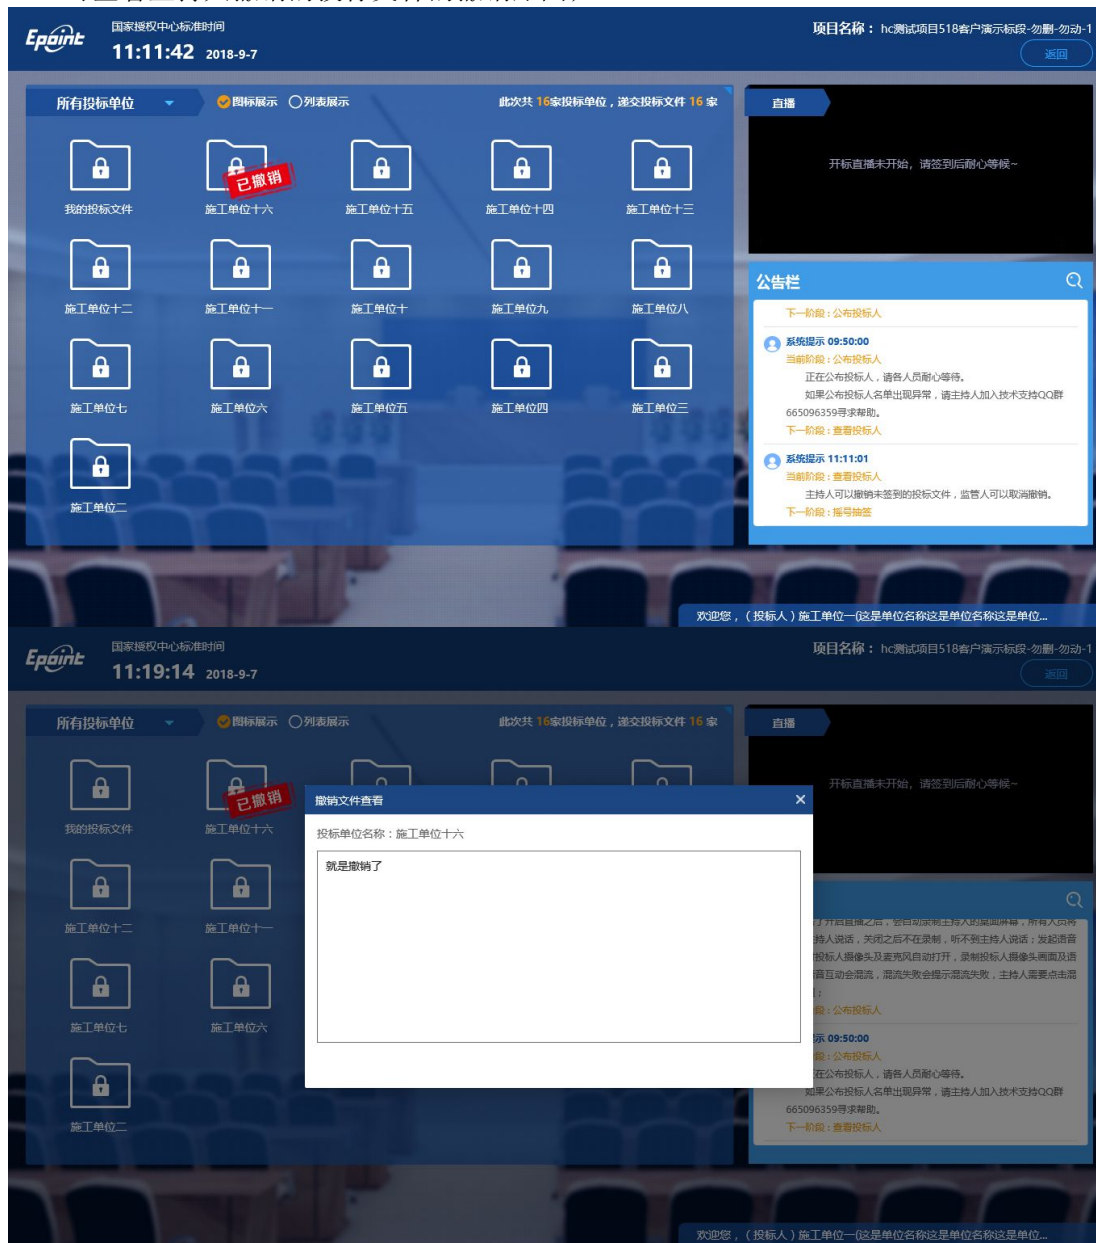 Epoint
国家授权中心标准时间
11:11:42 2018-9-7
项目名称： hc测试项目518客户演示标段-勿删-勿动-1
返回
所有投标单位
图标展示 列表展示
此次共 16家投标单位，递交投标文件 16 家
我的投标文件
已撤销
施工单位十六
施工单位十五
施工单位十四
施工单位十三
施工单位十二
施工单位十一
施工单位十
施工单位九
施工单位八
施工单位七
施工单位六
施工单位五
施工单位四
施工单位三
施工单位二
直播
开标直播未开始，请签到后耐心等候~
公告栏
下一阶段：公布投标人
系统提示 09:50:00
当前阶段：公布投标人
正在公布投标人，请各人员耐心等待。
如果公布投标人名单出现异常，请主持人加入技术支持QQ群
665096359寻求帮助。
下一阶段：查看投标人
系统提示 11:11:01
当前阶段：查看投标人
主持人可以撤销未签到的投标文件，监管人可以取消撤销。
下一阶段：摇号抽签
欢迎您，（投标人）施工单位一(这是单位名称这是单位名称这是单位...
Epoint
国家授权中心标准时间
11:19:14 2018-9-7
项目名称： hc测试项目518客户演示标段-勿删-勿动-1
返回
所有投标单位
图标展示 列表展示
此次共 16家投标单位，递交投标文件 16 家
我的投标文件
已撤销
施工单位十六
施工单位十二
施工单位十一
施工单位七
施工单位六
施工单位二
撤销文件查看
投标单位名称：施工单位十六
就是撤销了
直播
开标直播未开始，请签到后耐心等候~
了开启直播之后，会自动录制主持人的桌面屏幕，所有人员将
持人说话，关闭之后不在录制，听不到主持人说话；发起语音
投标人摄像头及麦克风自动打开，录制投标人摄像头画面及语
音互动会混流，混流失败会提示混流失败，主持人需要点击混
：
段：公布投标人
示 09:50:00
段：公布投标人
在公布投标人，请各人员耐心等待。
如果公布投标人名单出现异常，请主持人加入技术支持QQ群
665096359寻求帮助。
下一阶段：查看投标人
欢迎您，（投标人）施工单位一(这是单位名称这是单位名称这是单位...